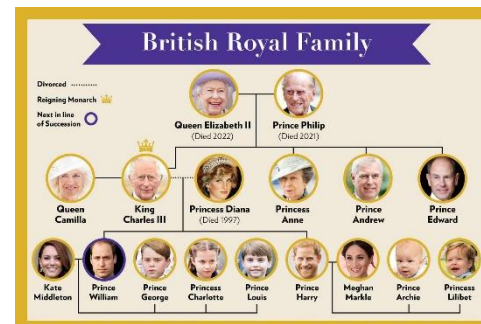 British Royal Family
Divorced ..........
Reigning Monarch
Next in line
of Succession
Queen Elizabeth II
(Died 2022)
Prince Philip
(Died 2021)
Queen
Camilla
King
Charles III
Princess Diana
(Died 1997)
Princess
Anne
Prince
Andrew
Prince
Edward
Kate
Middleton
Prince
William
Prince
George
Princess
Charlotte
Prince
Louis
Prince
Harry
Meghan
Markle
Prince
Archie
Princess
Lilibet